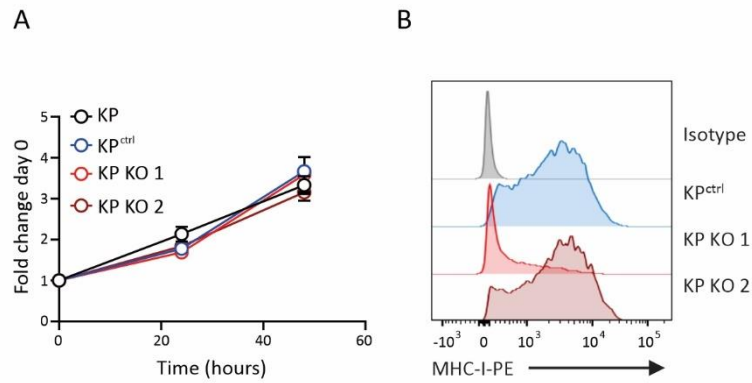 A
Fold change day 0
5
4
3
2
1
0
KP
KPctrl
KP KO 1
KP KO 2
0 20 40 60
Time (hours)
B
Isotype
KPctrl
KP KO 1
KP KO 2
-10³ 0 10³ 10⁴ 10⁵
MHC-I-PE